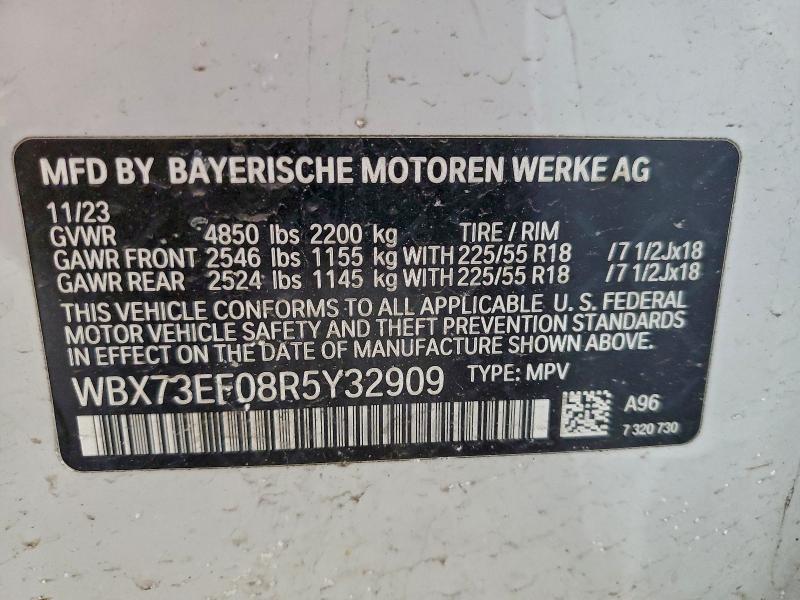 MFD BY BAYERISCHE MOTOREN WERKE AG
11/23
GVWR 4850 lbs 2200 kg TIRE / RIM
GAWR FRONT 2546 lbs 1155 kg WITH 225/55 R18 /7 1/2Jx18
GAWR REAR 2524 lbs 1145 kg WITH 225/55 R18 /7 1/2Jx18
THIS VEHICLE CONFORMS TO ALL APPLICABLE U. S. FEDERAL
MOTOR VEHICLE SAFETY AND THEFT PREVENTION STANDARDS
IN EFFECT ON THE DATE OF MANUFACTURE SHOWN ABOVE.
WBX73EF08R5Y32909 TYPE: MPV
A96
7 320 730